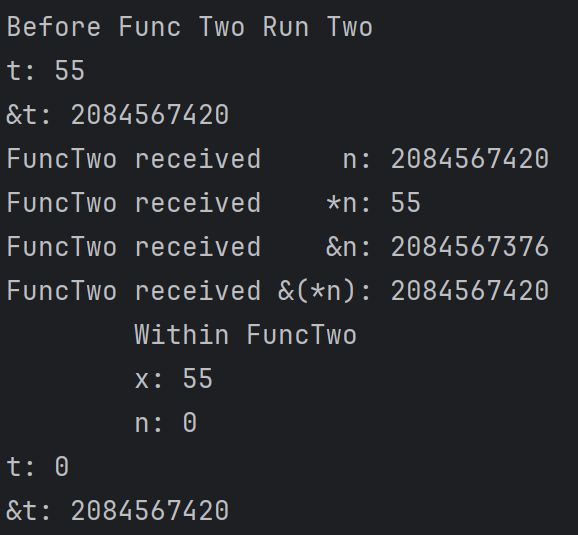 Before Func Two Run Two
t: 55
&t: 2084567420
FuncTwo received     n: 2084567420
FuncTwo received    *n: 55
FuncTwo received    &n: 2084567376
FuncTwo received &(*n): 2084567420
        Within FuncTwo
        x: 55
        n: 0
t: 0
&t: 2084567420